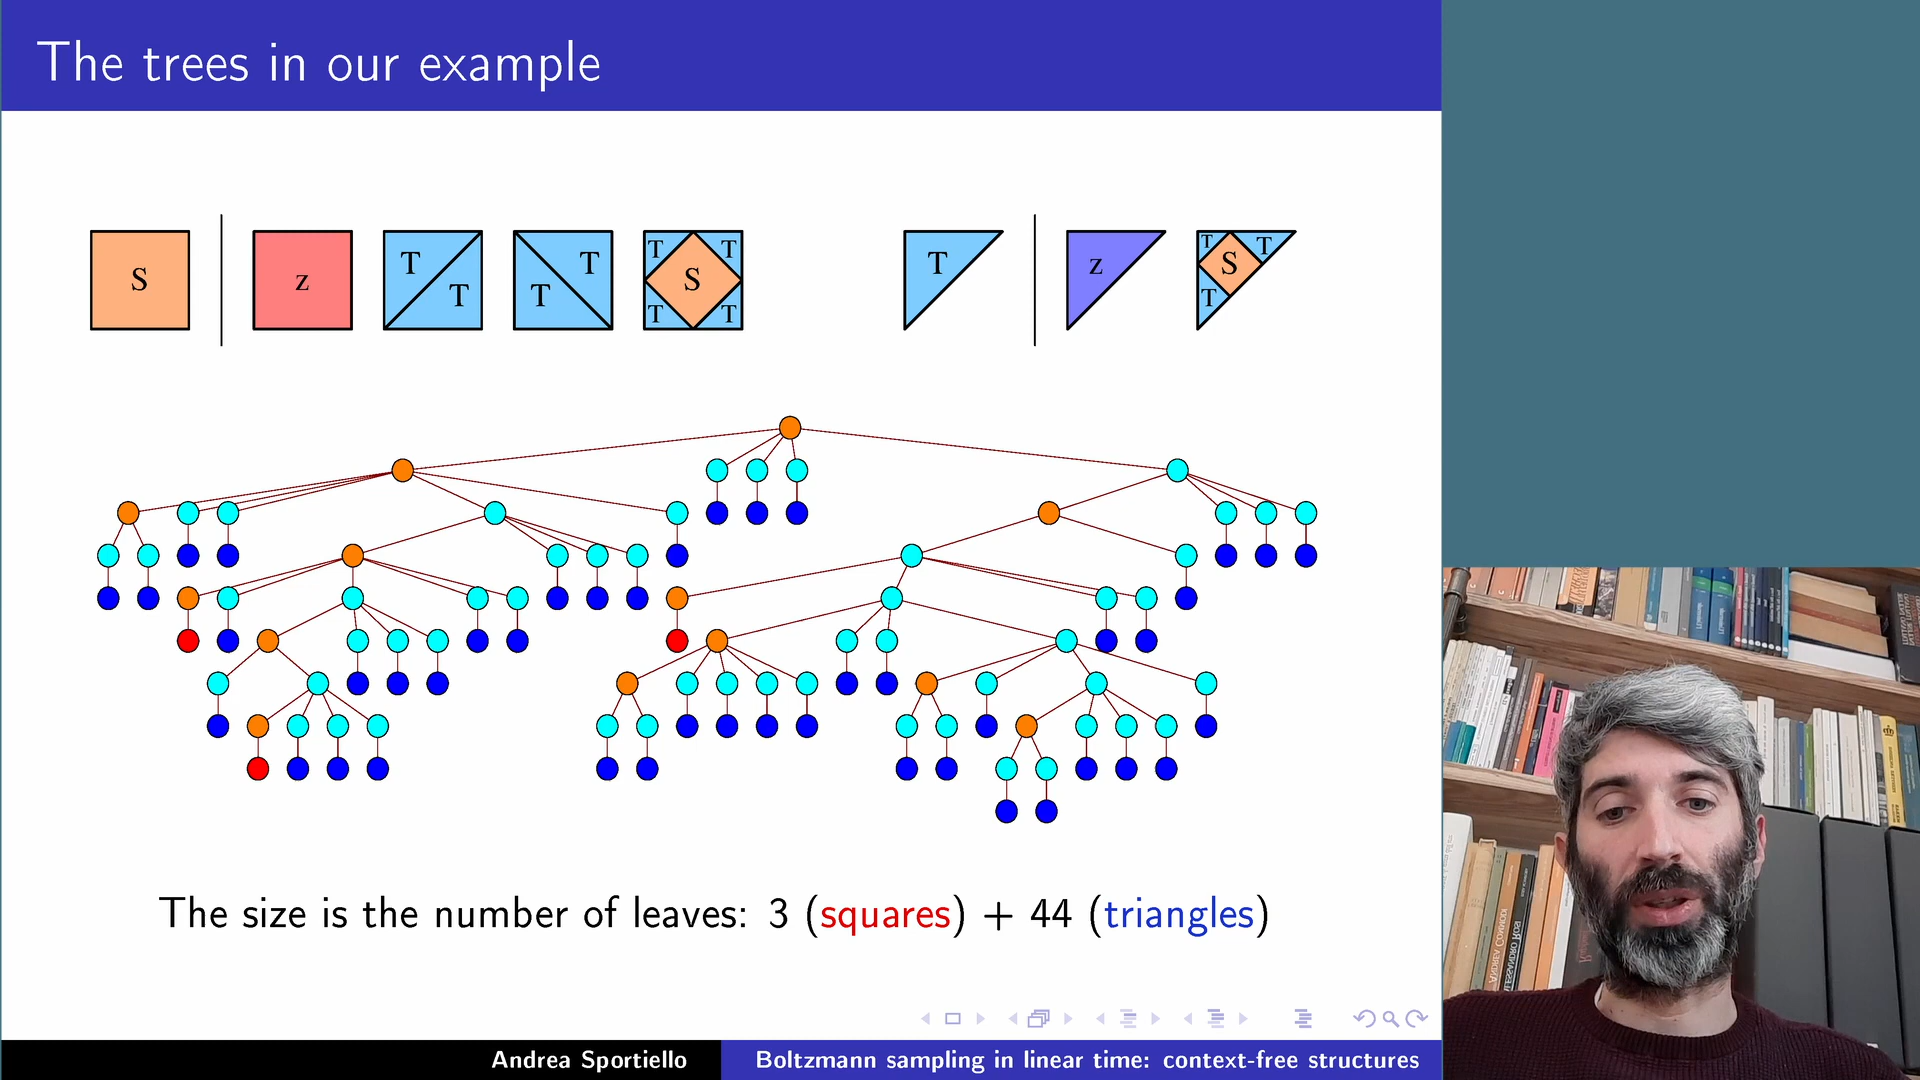 The trees in our example
S z T T T T T T S T T T z T T S T
The size is the number of leaves: 3 (squares) + 44 (triangles)
Andrea Sportiello Boltzmann sampling in linear time: context-free structures